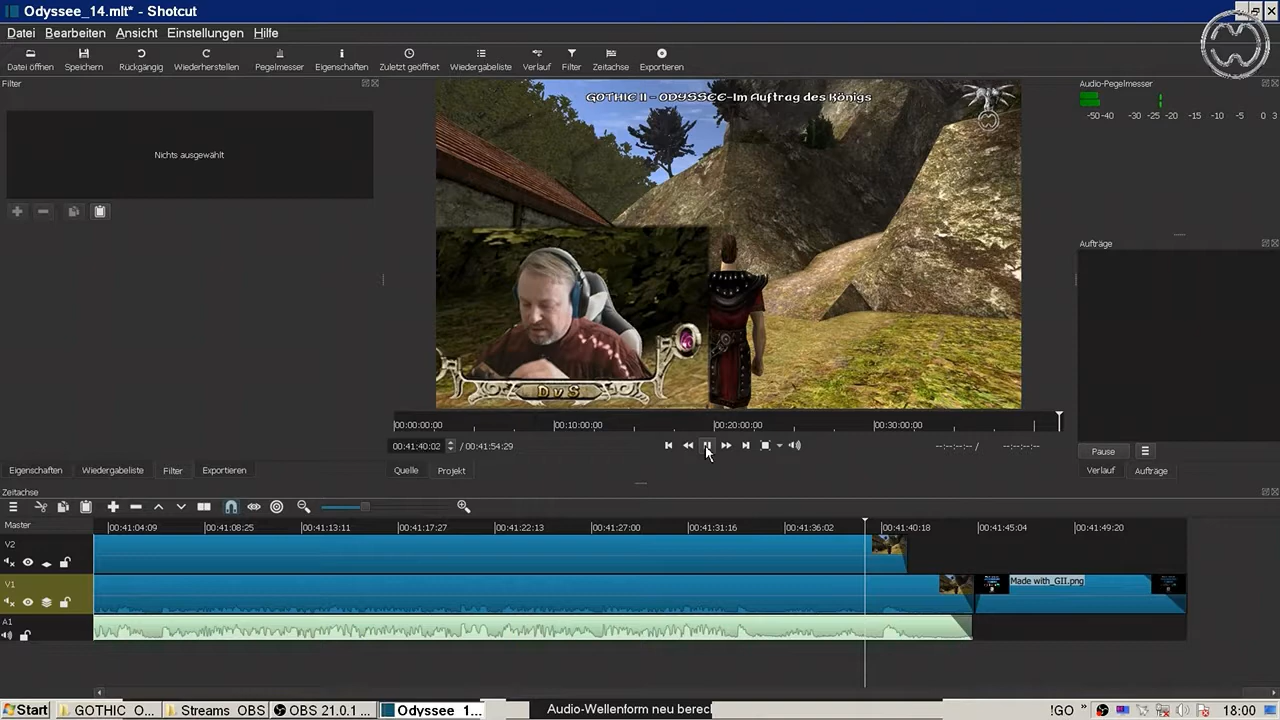 Odyssee_14.mlt* - Shotcut
Datei Bearbeiten Ansicht Einstellungen Hilfe
Datei öffnen Speichern Rückgängig Wiederherstellen Pegelmesser Eigenschaften Zuletzt geöffnet Wiedergabeliste Verlauf Filter Zeitachse Exportieren
Filter
Nichts ausgewählt
GOTHIC II - ODYSSEE-Im Auftrag des Königs
DvS
Audio-Pegelmesser
-50 -40 -30 -25 -20 -15 -10 -5 0 3
Aufträge
00:00:00:00 00:10:00:00 00:20:00:00 00:30:00:00
00:41:40:02 / 00:41:54:29
--:--:--:-- / --:--:--:--
Pause
Eigenschaften Wiedergabeliste Filter Exportieren
Quelle Projekt
Verlauf Aufträge
Zeitachse
Master
00:41:04:09 00:41:08:25 00:41:13:11 00:41:17:27 00:41:22:13 00:41:27:00 00:41:31:16 00:41:36:02 00:41:40:18 00:41:45:04 00:41:49:20
V2
V1
Made with_GII.png
A1
Start GOTHIC O... Streams OBS OBS 21.0.1 ... Odyssee 1... Audio-Wellenform neu berecl !GO » 18:00